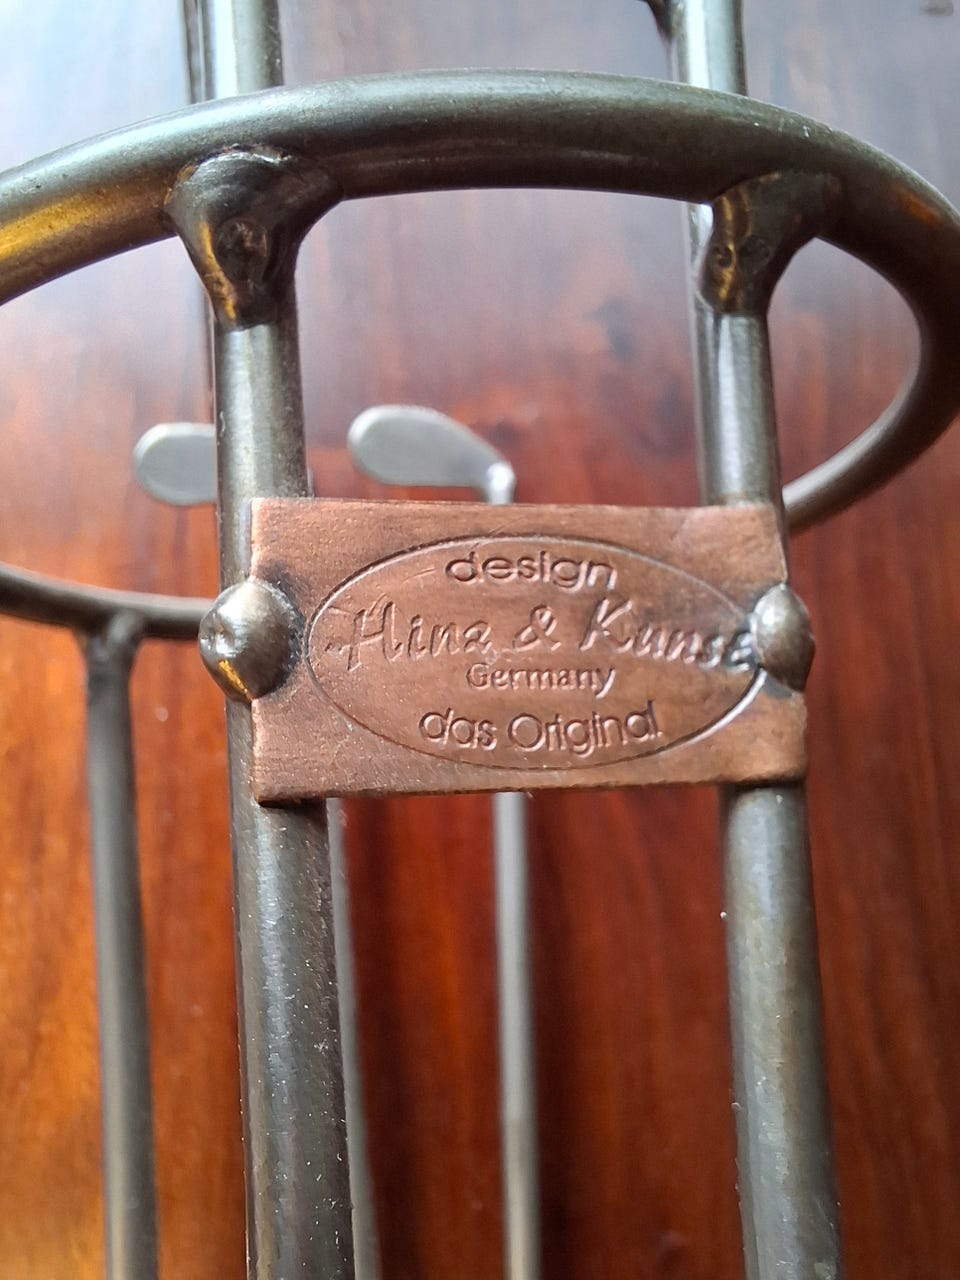 design
Hinz & Kunst
Germany
das Original